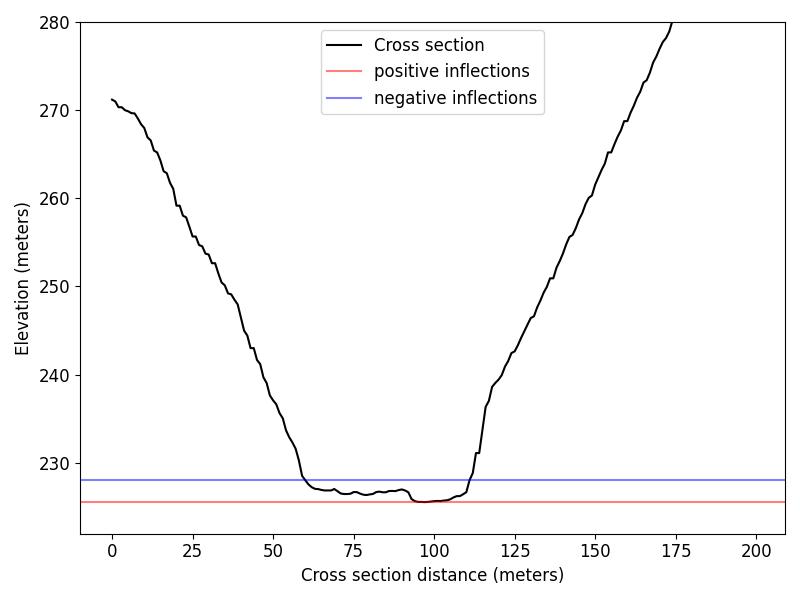 280
270
260
250
240
230
Elevation (meters)
Cross section
positive inflections
negative inflections
0 25 50 75 100 125 150 175 200
Cross section distance (meters)